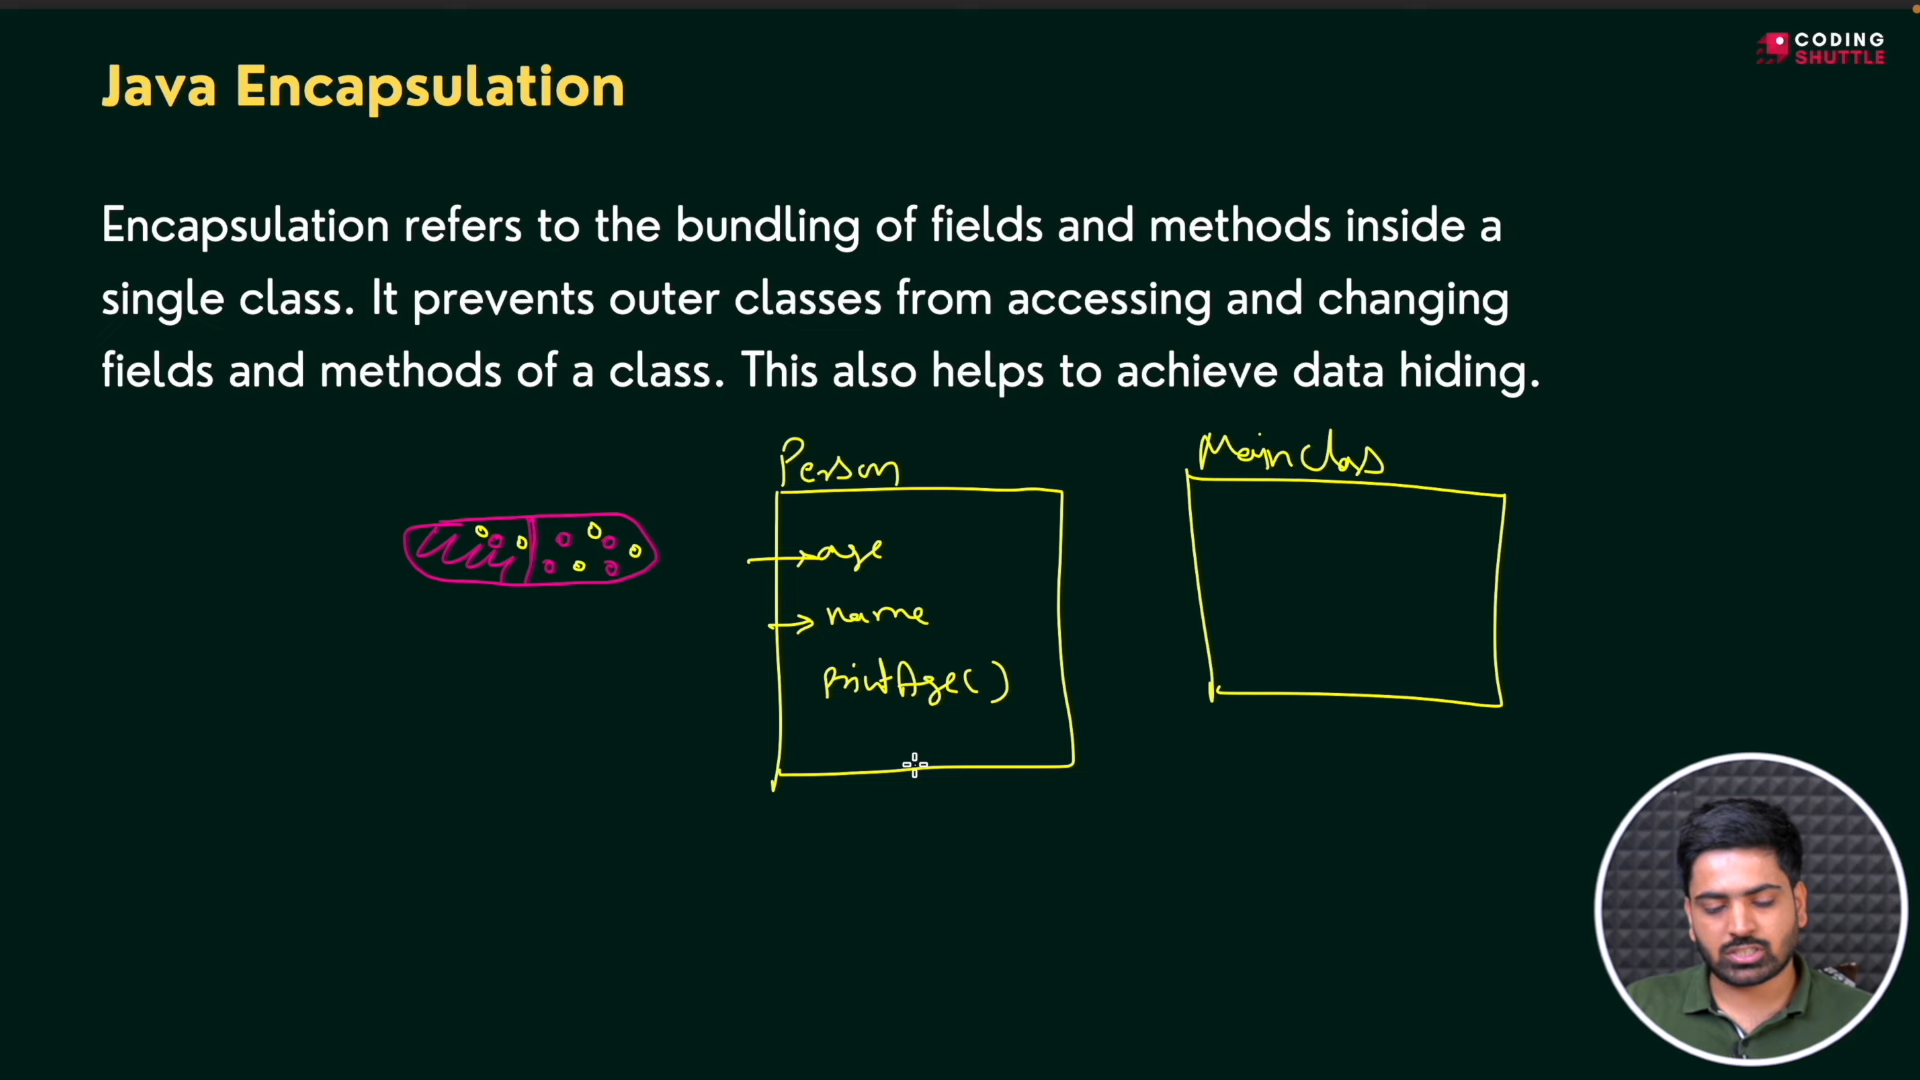 CODING
SHUTTLE
Java Encapsulation
Encapsulation refers to the bundling of fields and methods inside a
single class. It prevents outer classes from accessing and changing
fields and methods of a class. This also helps to achieve data hiding.
Person
age
name
printAge()
Main Class